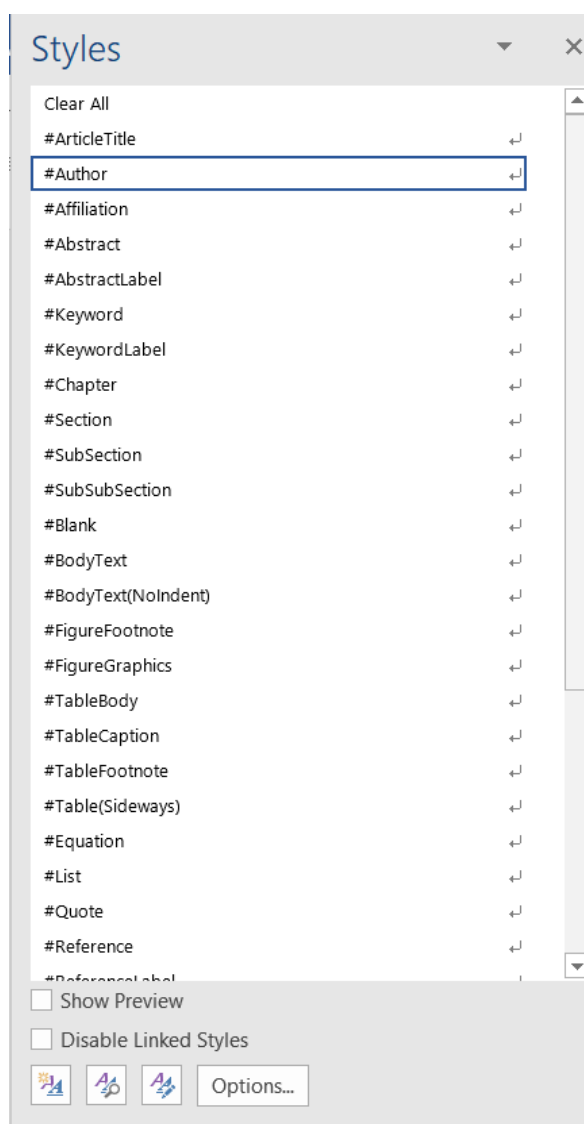 Styles
Clear All
#ArticleTitle
#Author
#Affiliation
#Abstract
#AbstractLabel
#Keyword
#KeywordLabel
#Chapter
#Section
#SubSection
#SubSubSection
#Blank
#BodyText
#BodyText(NoIndent)
#FigureFootnote
#FigureGraphics
#TableBody
#TableCaption
#TableFootnote
#Table(Sideways)
#Equation
#List
#Quote
#Reference
#ReferenceLabel
Show Preview
Disable Linked Styles
Options...